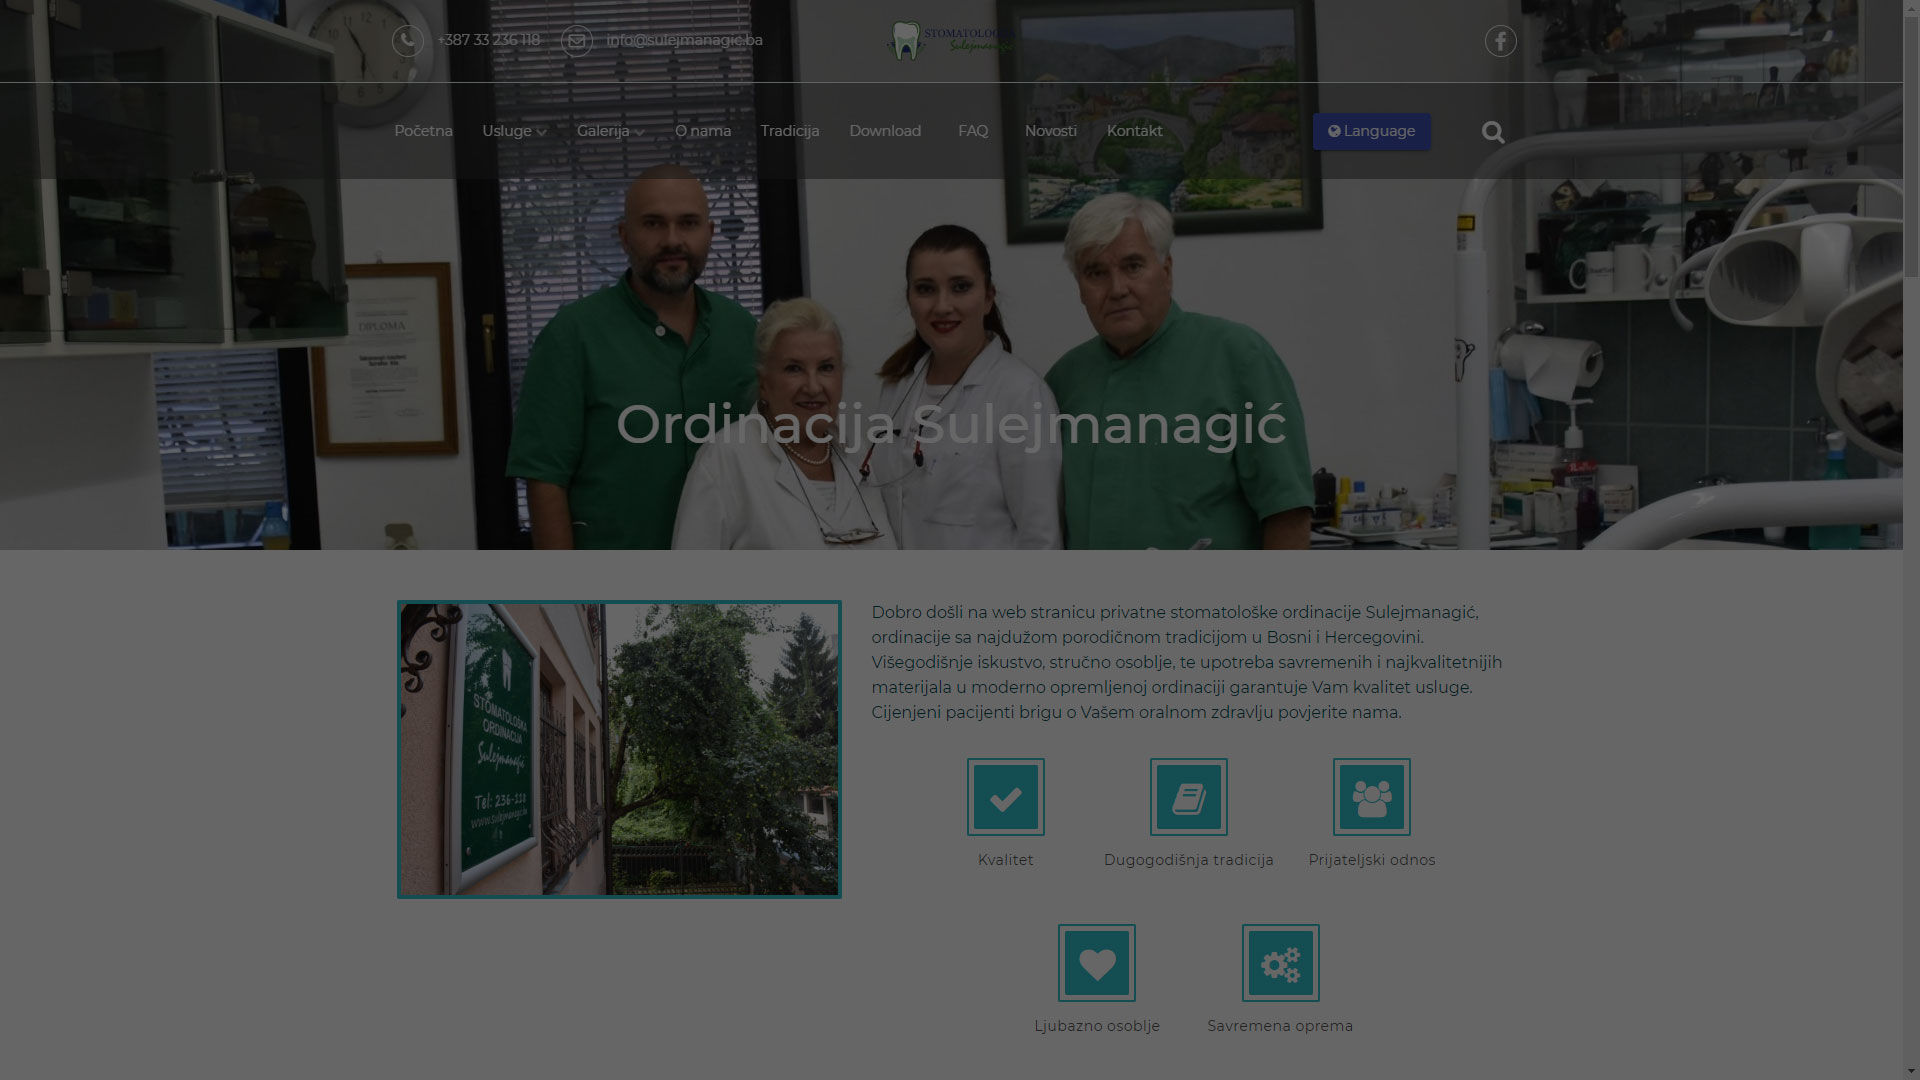 +387 33 236 118
info@sulejmanagić.ba
STOMATOLOGIJA
Sulejmanagić
Početna
Usluge
Galerija
O nama
Tradicija
Download
FAQ
Novosti
Kontakt
Language
DIPLOMA
Ordinacija Sulejmanagić
STOMATOLOŠKA
ORDINACIJA
Sulejmanagić
Tel: 236-118
www.sulejmanagic.ba
Dobro došli na web stranicu privatne stomatološke ordinacije Sulejmanagić,
ordinacije sa najdužom porodičnom tradicijom u Bosni i Hercegovini.
Višegodišnje iskustvo, stručno osoblje, te upotreba savremenih i najkvalitetnijih
materijala u moderno opremljenoj ordinaciji garantuje Vam kvalitet usluge.
Cijenjeni pacijenti brigu o Vašem oralnom zdravlju povjerite nama.
Kvalitet
Dugogodišnja tradicija
Prijateljski odnos
Ljubazno osoblje
Savremena oprema